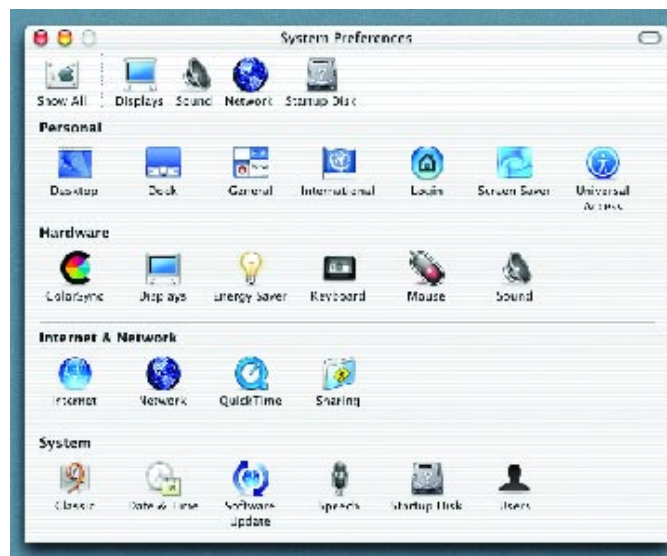 System Preferences
Show All Displays Sound Network Startup Disk
Personal
Desktop Dock General International Login Screen Saver Universal Access
Hardware
ColorSync Displays Energy Saver Keyboard Mouse Sound
Internet & Network
Internet Network QuickTime Sharing
System
Classic Date & Time Software Update Speech Startup Disk Users